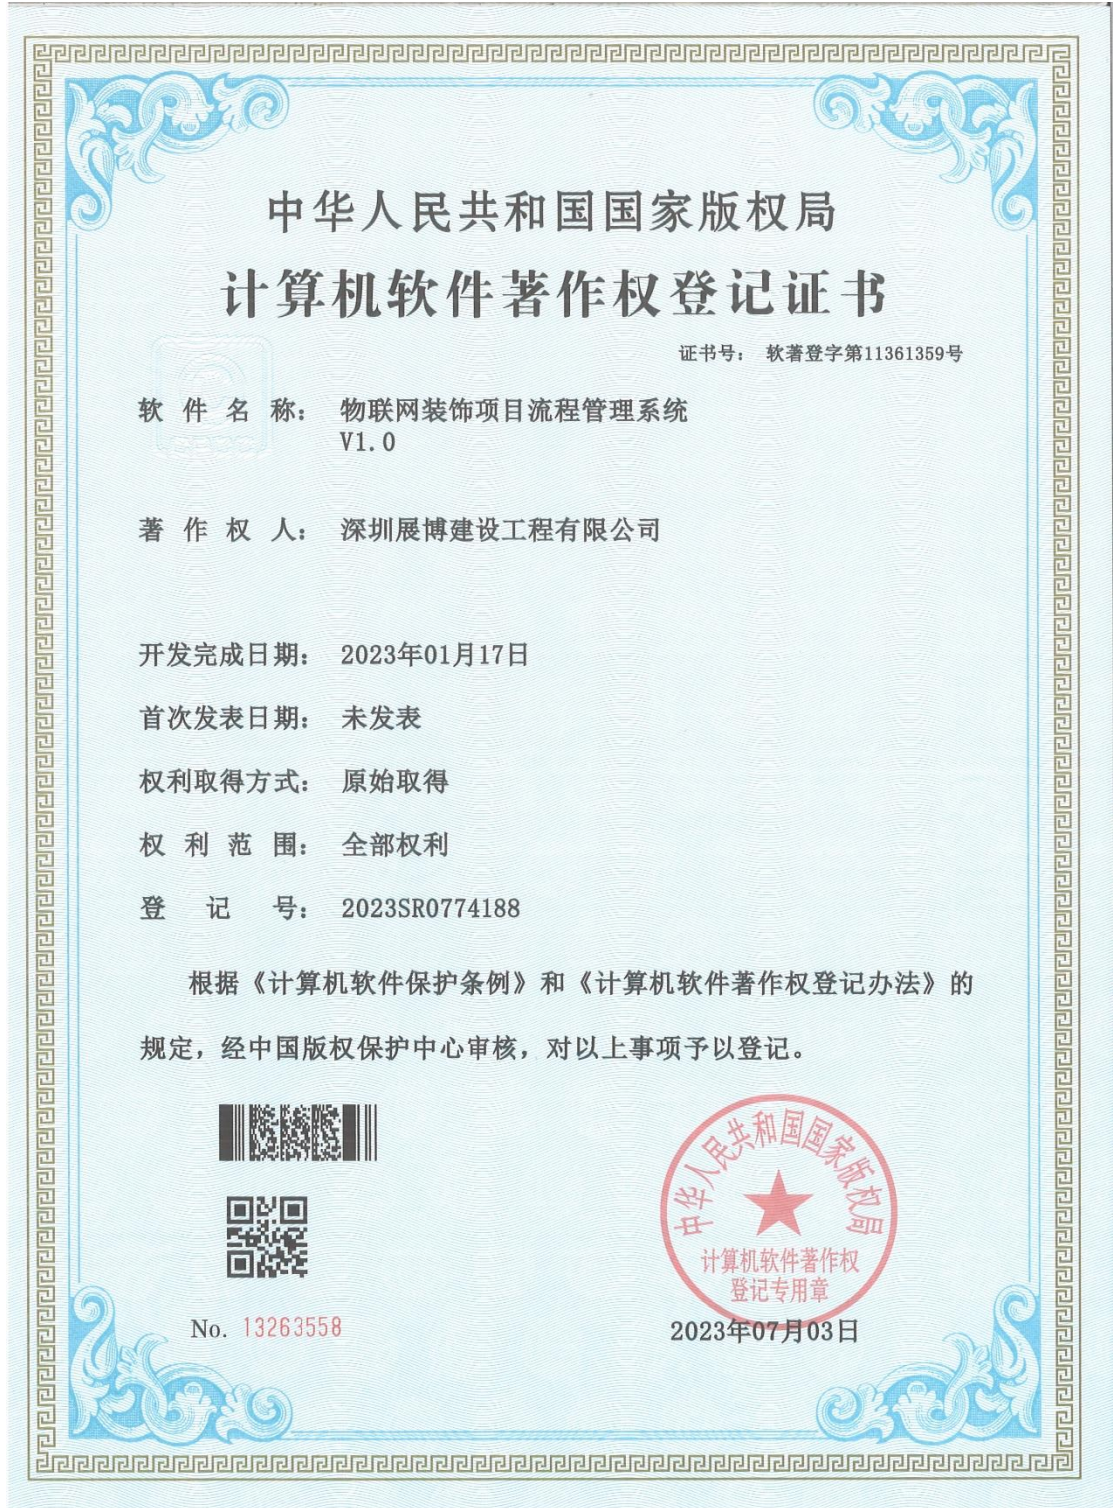 中华人民共和国国家版权局
计算机软件著作权登记证书
证书号： 软著登字第11361359号
软件名称： 物联网装饰项目流程管理系统
V1.0
著作权人： 深圳展博建设工程有限公司
开发完成日期： 2023年01月17日
首次发表日期： 未发表
权利取得方式： 原始取得
权利范围： 全部权利
登记号： 2023SR0774188
根据《计算机软件保护条例》和《计算机软件著作权登记办法》的
规定，经中国版权保护中心审核，对以上事项予以登记。
中华人民共和国国家版权局
计算机软件著作权
登记专用章
No. 13263558
2023年07月03日